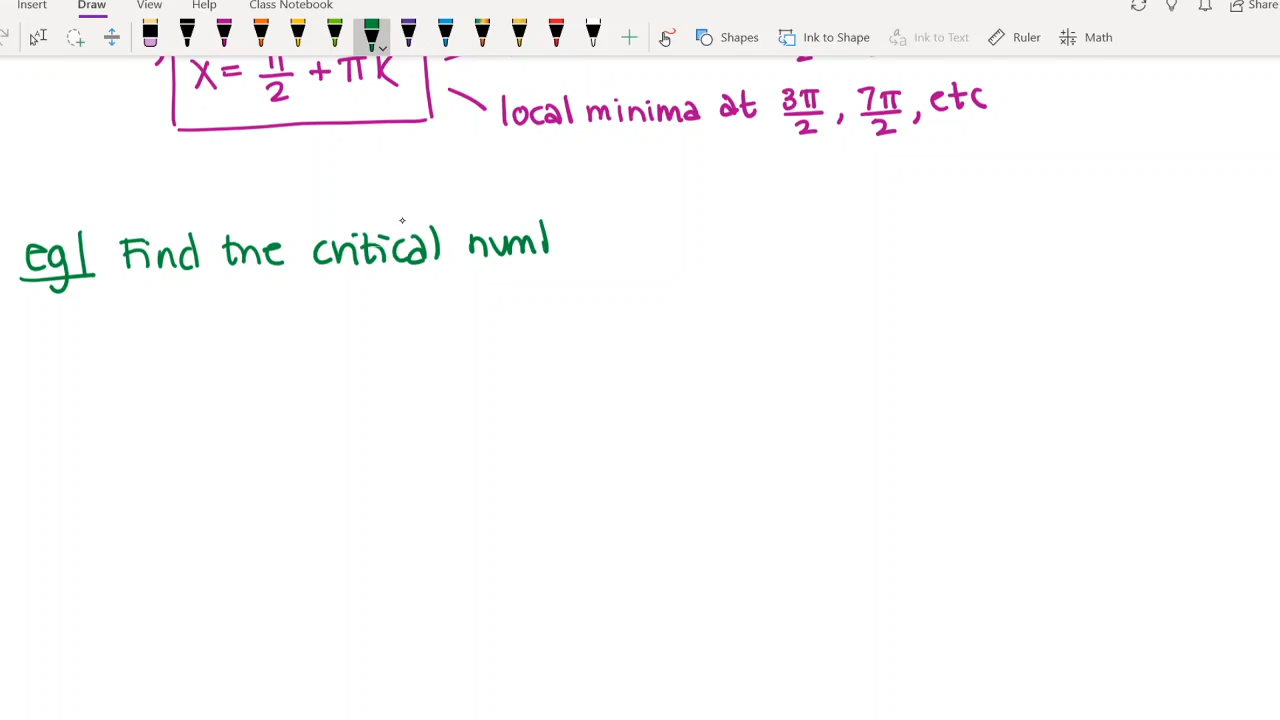 Insert Draw View Help Class Notebook Share
Shapes Ink to Shape Ink to Text Ruler Math
x = π/2 + πK
local minima at 3π/2, 7π/2, etc
eg| Find the critical num